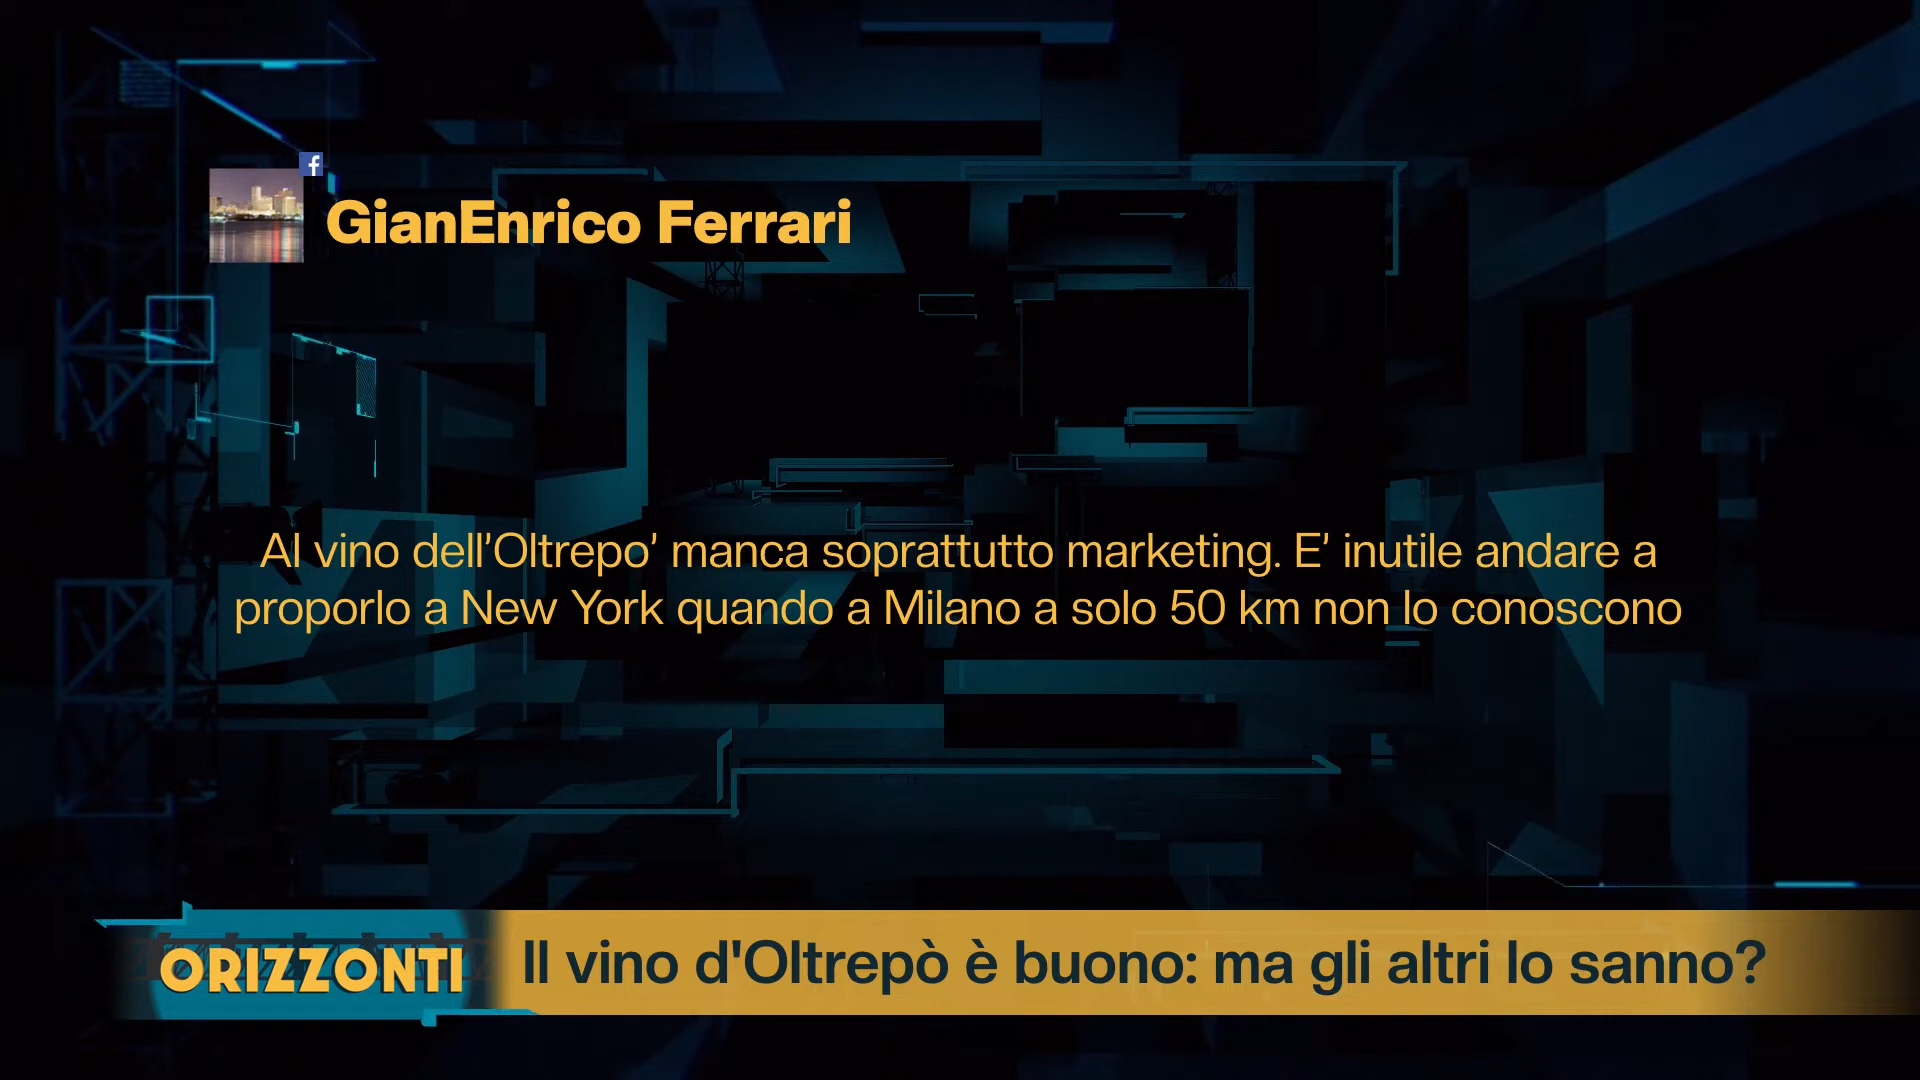 GianEnrico Ferrari
Al vino dell’Oltrepo’ manca soprattutto marketing. E’ inutile andare a
proporlo a New York quando a Milano a solo 50 km non lo conoscono
ORIZZONTI
Il vino d'Oltrepò è buono: ma gli altri lo sanno?